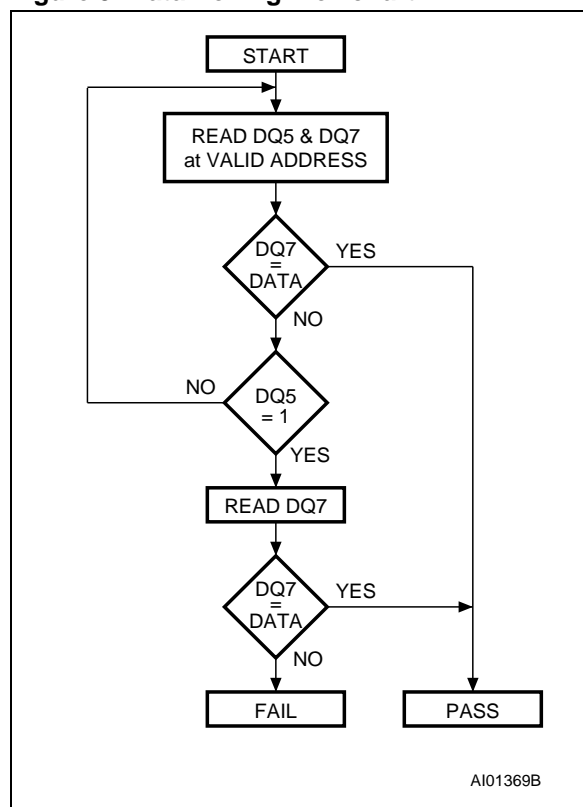 START
READ DQ5 & DQ7
at VALID ADDRESS
DQ7
=
DATA
YES
NO
DQ5
= 1
NO
YES
READ DQ7
DQ7
=
DATA
YES
NO
FAIL
PASS
AI01369B